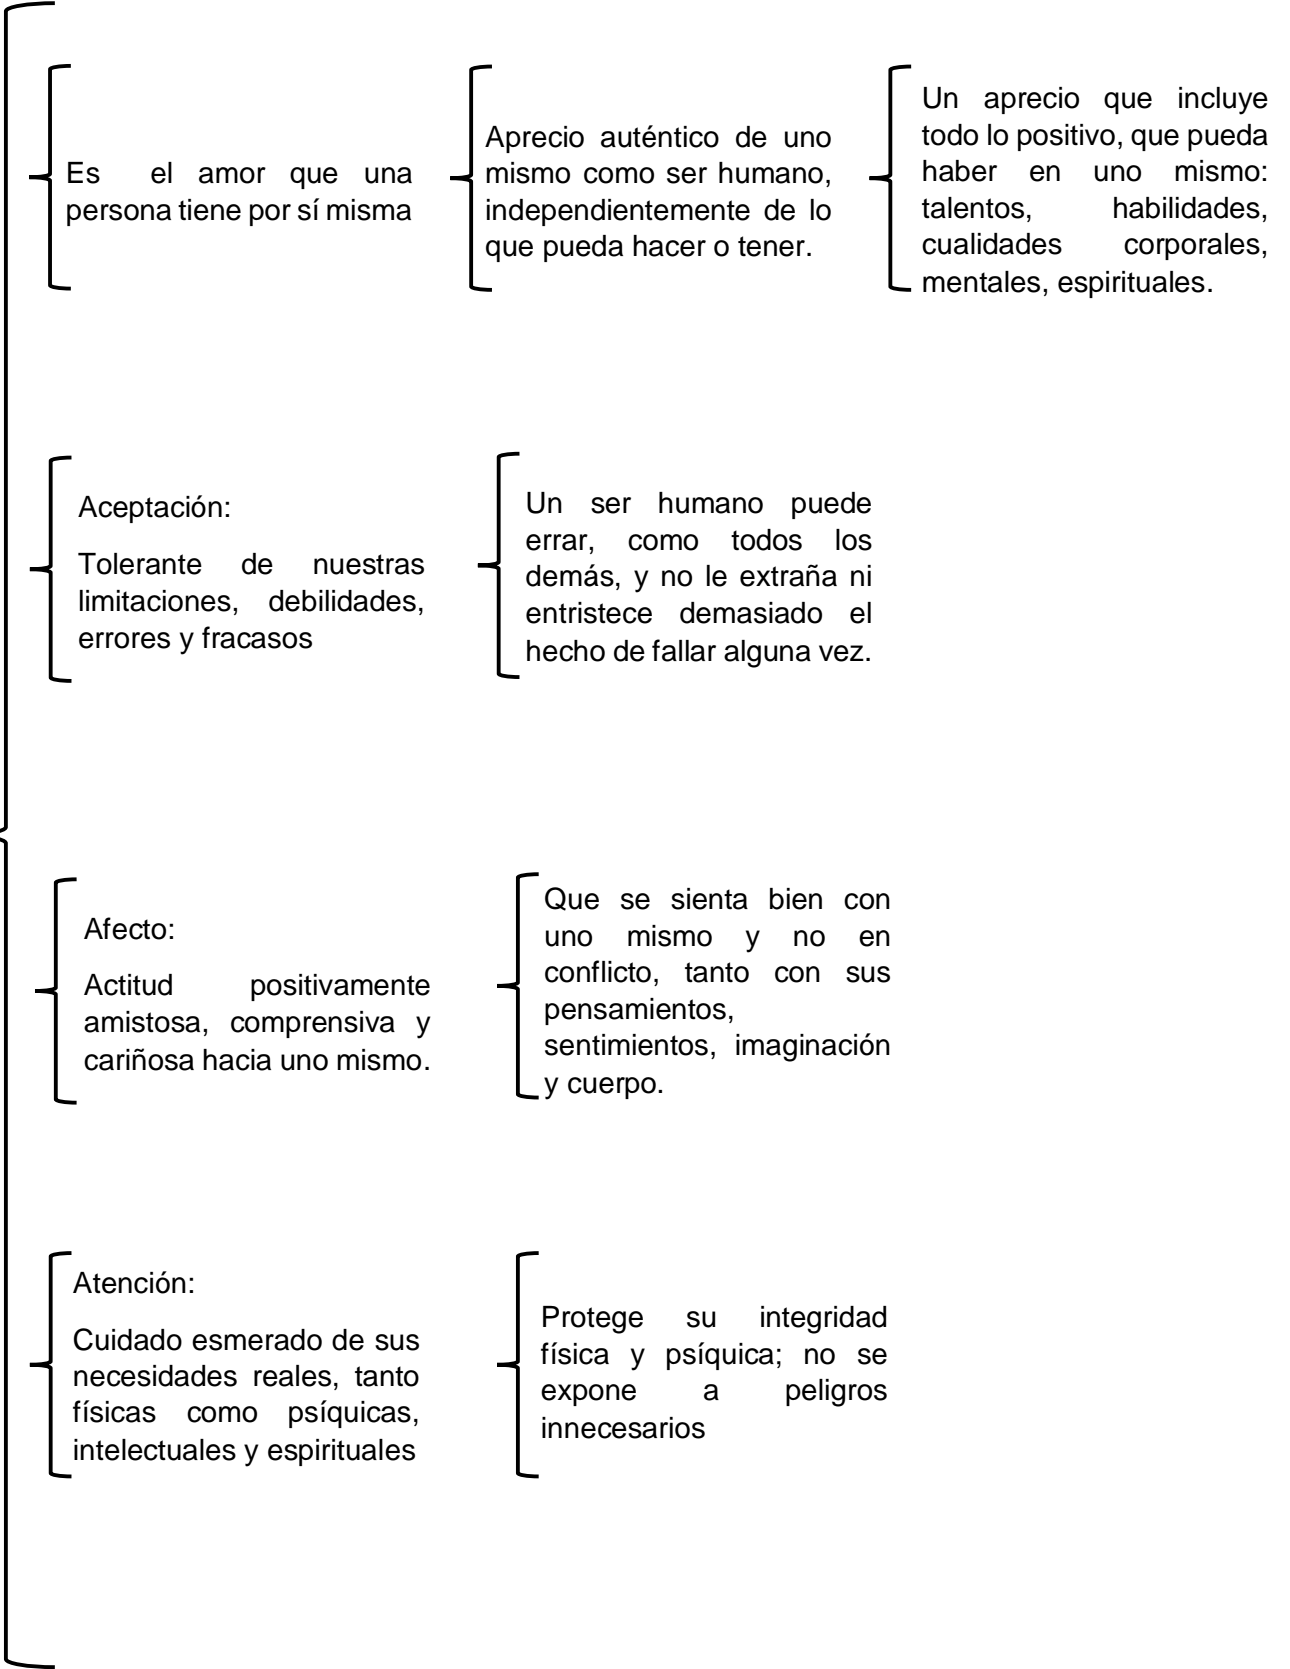 Es el amor que una
persona tiene por sí misma
Aprecio auténtico de uno
mismo como ser humano,
independientemente de lo
que pueda hacer o tener.
Un aprecio que incluye
todo lo positivo, que pueda
haber en uno mismo:
talentos, habilidades,
cualidades corporales,
mentales, espirituales.
Aceptación:
Tolerante de nuestras
limitaciones, debilidades,
errores y fracasos
Un ser humano puede
errar, como todos los
demás, y no le extraña ni
entristece demasiado el
hecho de fallar alguna vez.
Afecto:
Actitud positivamente
amistosa, comprensiva y
cariñosa hacia uno mismo.
Que se sienta bien con
uno mismo y no en
conflicto, tanto con sus
pensamientos,
sentimientos, imaginación
y cuerpo.
Atención:
Cuidado esmerado de sus
necesidades reales, tanto
físicas como psíquicas,
intelectuales y espirituales
Protege su integridad
física y psíquica; no se
expone a peligros
innecesarios